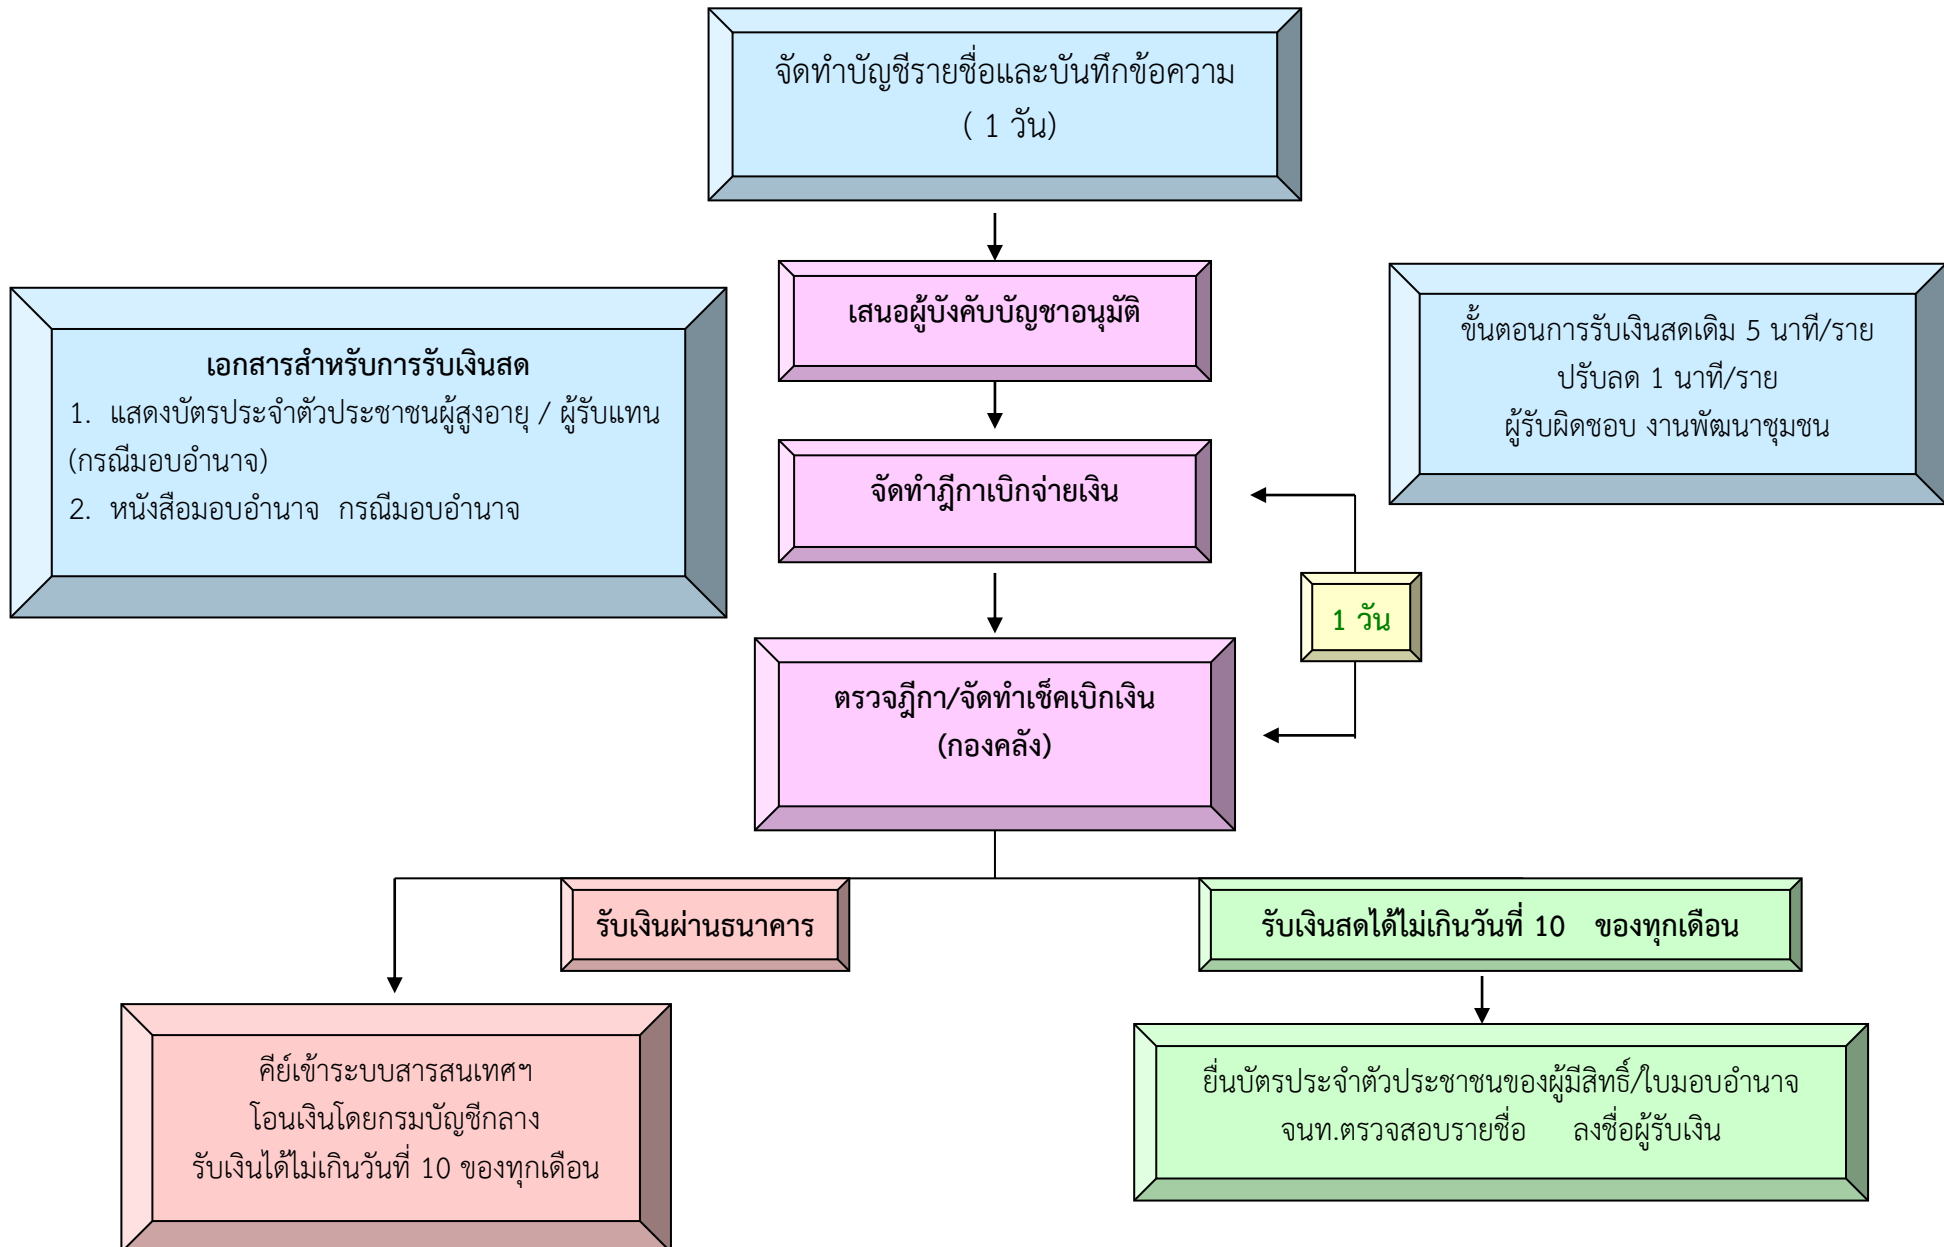 จัดทำบัญชีรายชื่อและบันทึกข้อความ
( 1 วัน)
เสนอผู้บังคับบัญชาอนุมัติ
เอกสารสำหรับการรับเงินสด
1. แสดงบัตรประจำตัวประชาชนผู้สูงอายุ / ผู้รับแทน
(กรณีมอบอำนาจ)
2. หนังสือมอบอำนาจ กรณีมอบอำนาจ
ขั้นตอนการรับเงินสดเดิม 5 นาที/ราย
ปรับลด 1 นาที/ราย
ผู้รับผิดชอบ งานพัฒนาชุมชน
จัดทำฎีกาเบิกจ่ายเงิน
1 วัน
ตรวจฎีกา/จัดทำเช็คเบิกเงิน
(กองคลัง)
รับเงินผ่านธนาคาร
รับเงินสดได้ไม่เกินวันที่ 10 ของทุกเดือน
คีย์เข้าระบบสารสนเทศฯ
โอนเงินโดยกรมบัญชีกลาง
รับเงินได้ไม่เกินวันที่ 10 ของทุกเดือน
ยื่นบัตรประจำตัวประชาชนของผู้มีสิทธิ์/ใบมอบอำนาจ
จนท.ตรวจสอบรายชื่อ ลงชื่อผู้รับเงิน